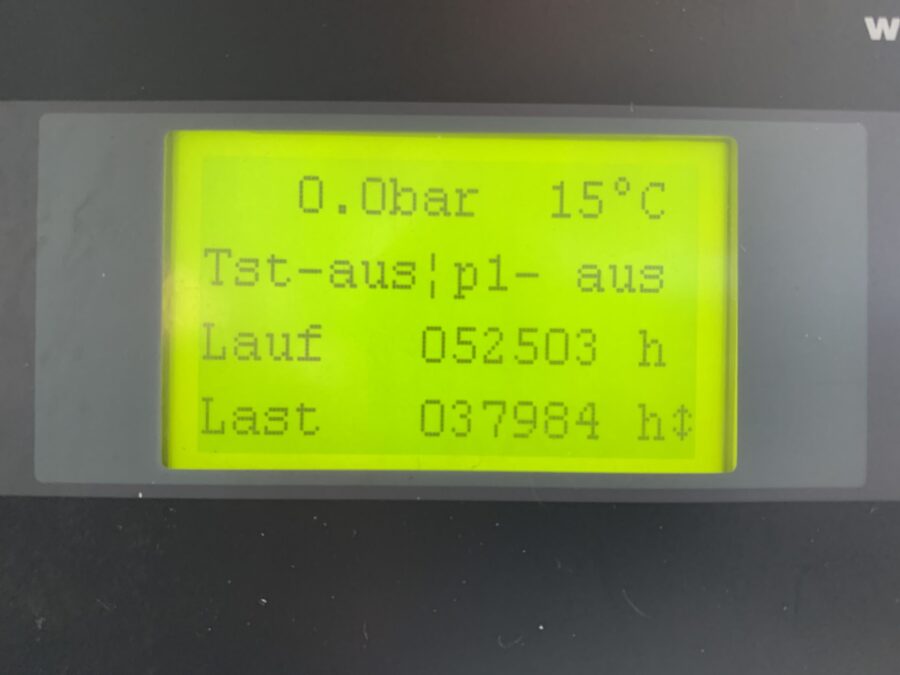 w
0.0bar 15°C
Tst-aus¦p1- aus
Lauf 052503 h
Last 037984 h↕